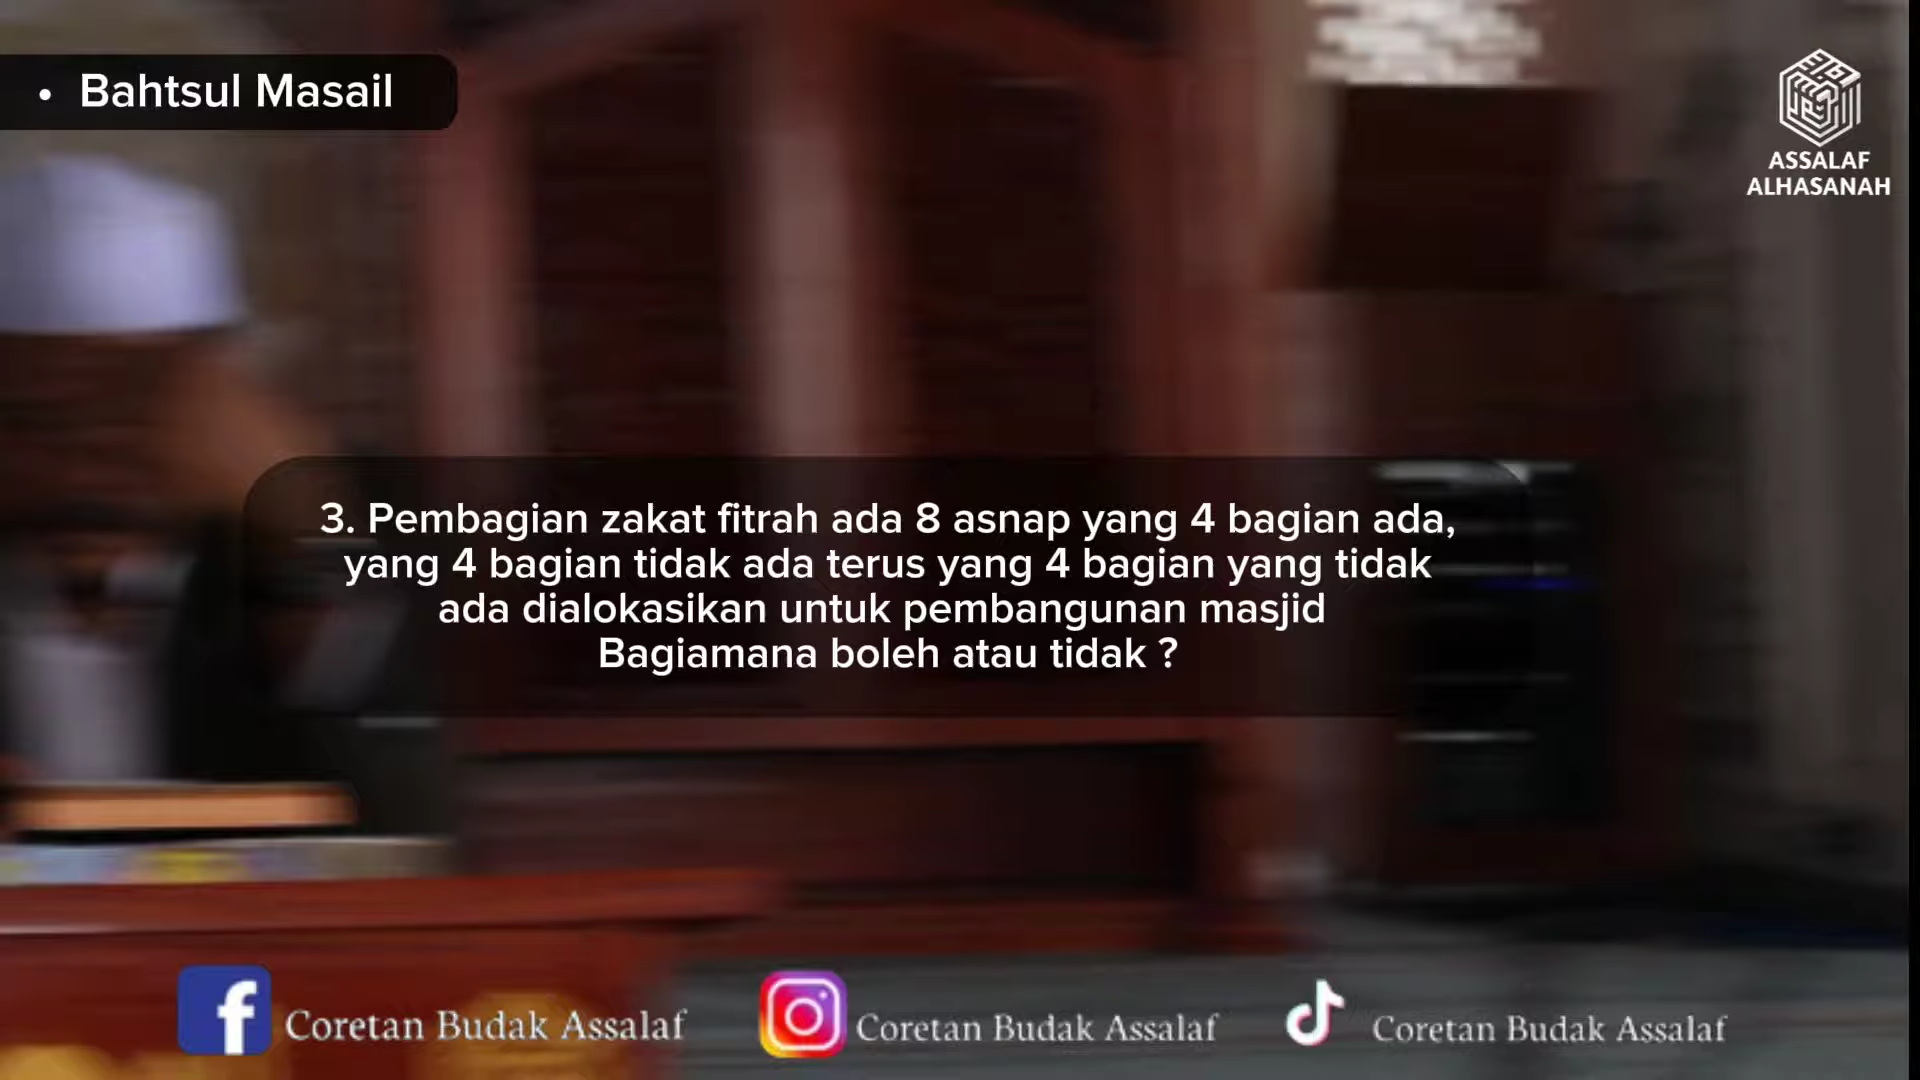 • Bahtsul Masail
ASSALAF
ALHASANAH
3. Pembagian zakat fitrah ada 8 asnap yang 4 bagian ada,
yang 4 bagian tidak ada terus yang 4 bagian yang tidak
ada dialokasikan untuk pembangunan masjid
Bagiamana boleh atau tidak ?
Coretan Budak Assalaf
Coretan Budak Assalaf
Coretan Budak Assalaf